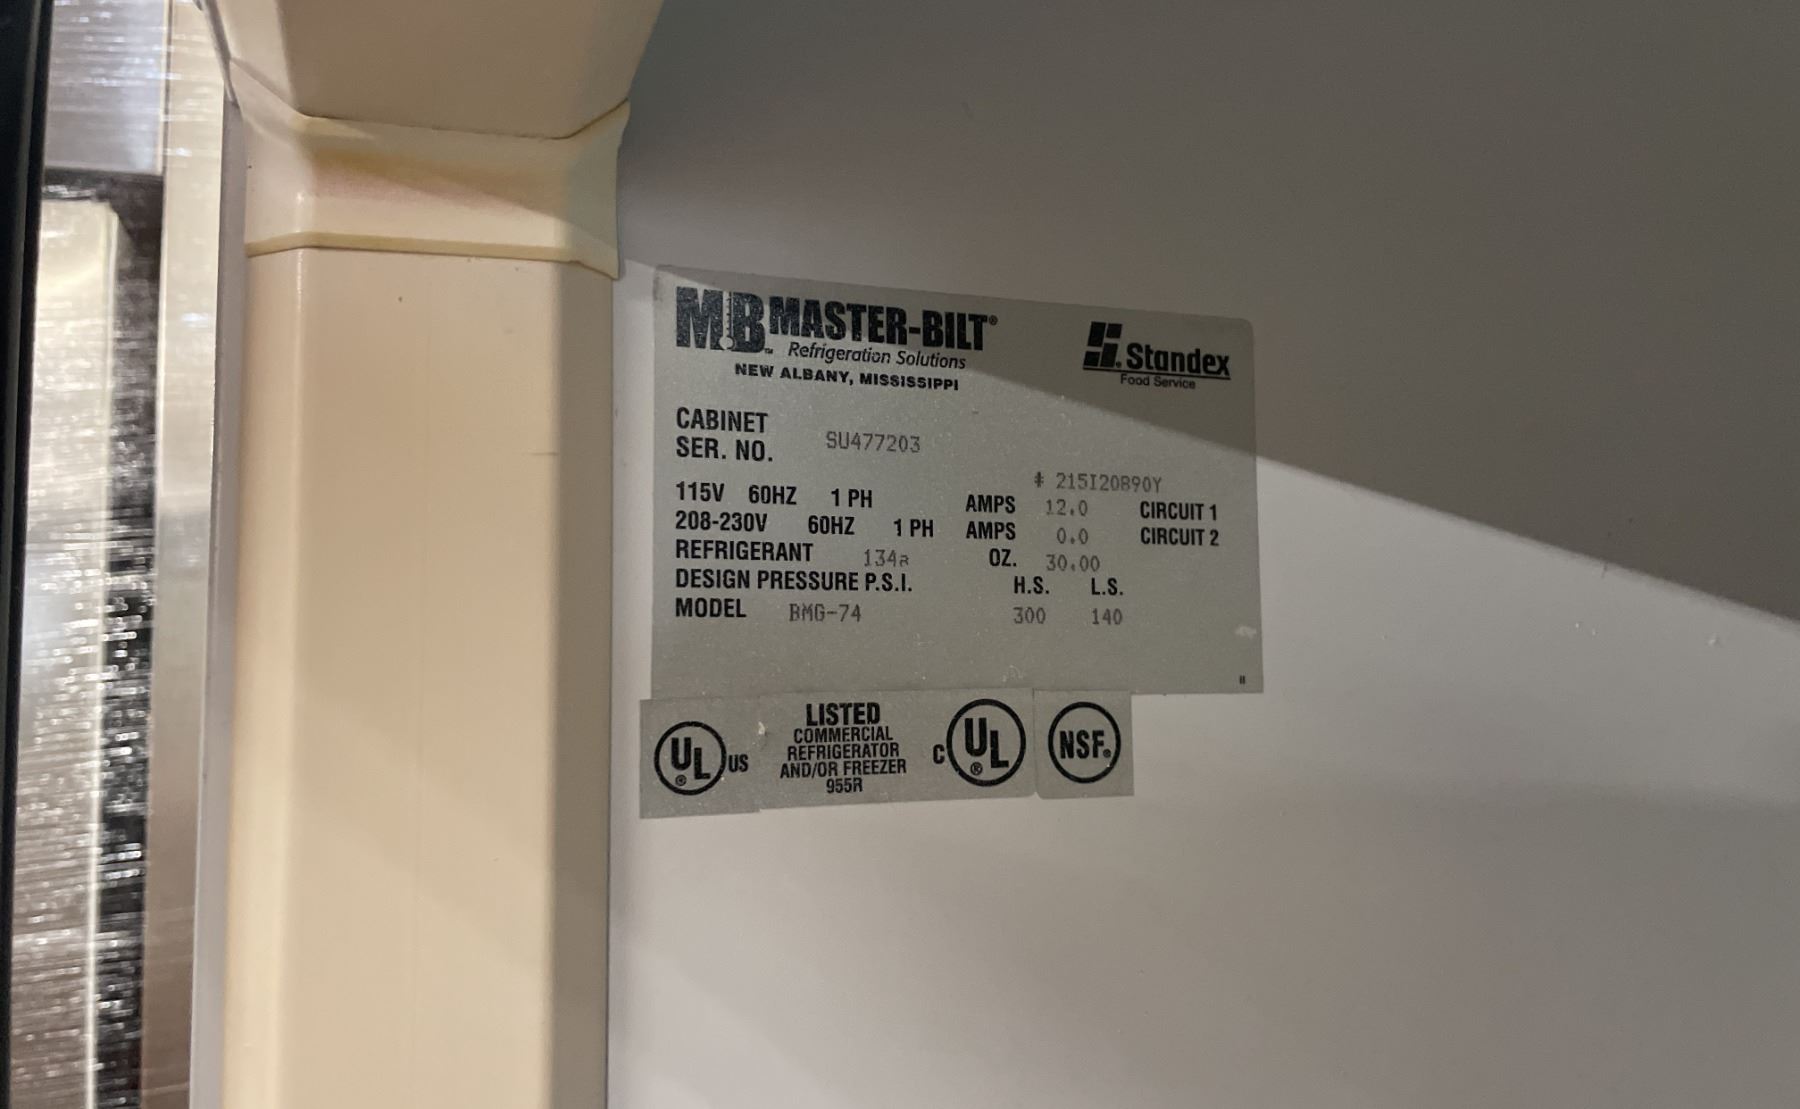 MB™ MASTER-BILT®
Refrigeration Solutions
NEW ALBANY, MISSISSIPPI
Standex
Food Service
CABINET
SER. NO. SU477203
# 215I20890Y
115V 60HZ 1 PH AMPS 12.0 CIRCUIT 1
208-230V 60HZ 1 PH AMPS 0.0 CIRCUIT 2
REFRIGERANT 134a OZ. 30.00
DESIGN PRESSURE P.S.I. H.S. L.S.
MODEL BMG-74 300 140
UL® US
LISTED
COMMERCIAL
REFRIGERATOR
AND/OR FREEZER
955R
C UL®
NSF®